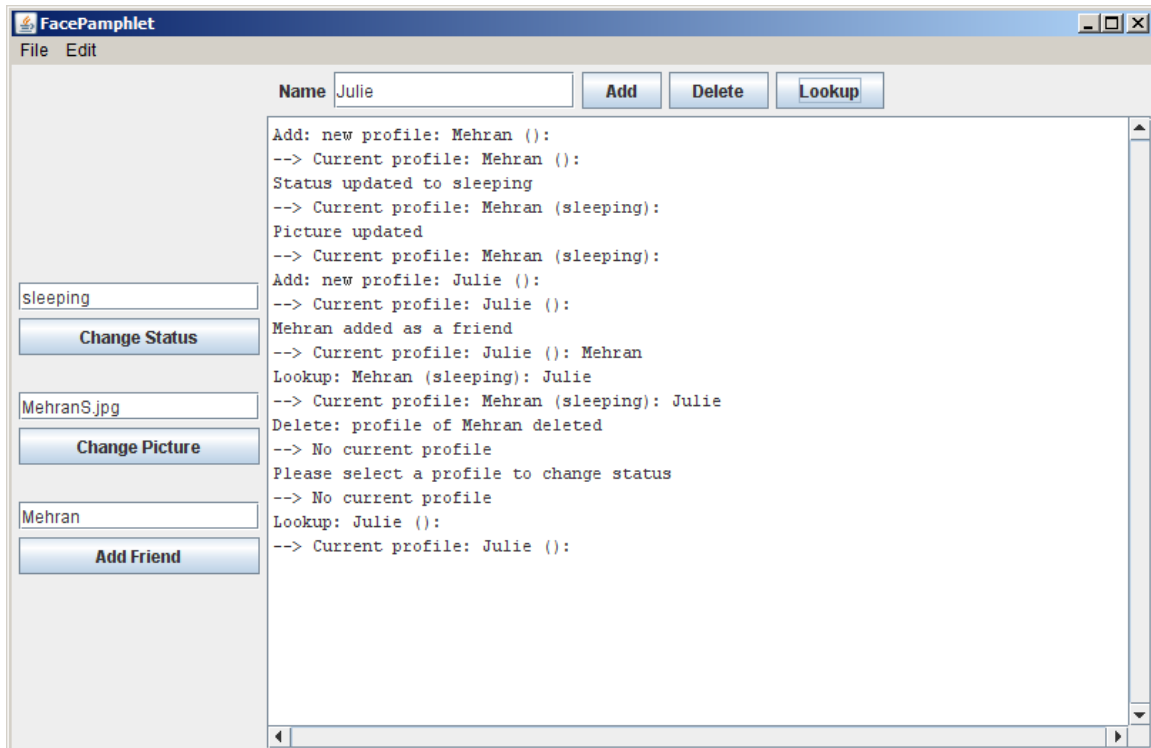 FacePamphlet
File Edit
Name Julie Add Delete Lookup
Add: new profile: Mehran ():
--> Current profile: Mehran ():
Status updated to sleeping
--> Current profile: Mehran (sleeping):
Picture updated
--> Current profile: Mehran (sleeping):
Add: new profile: Julie ():
--> Current profile: Julie ():
Mehran added as a friend
--> Current profile: Julie (): Mehran
Lookup: Mehran (sleeping): Julie
--> Current profile: Mehran (sleeping): Julie
Delete: profile of Mehran deleted
--> No current profile
Please select a profile to change status
--> No current profile
Lookup: Julie ():
--> Current profile: Julie ():
sleeping
Change Status
MehranS.jpg
Change Picture
Mehran
Add Friend